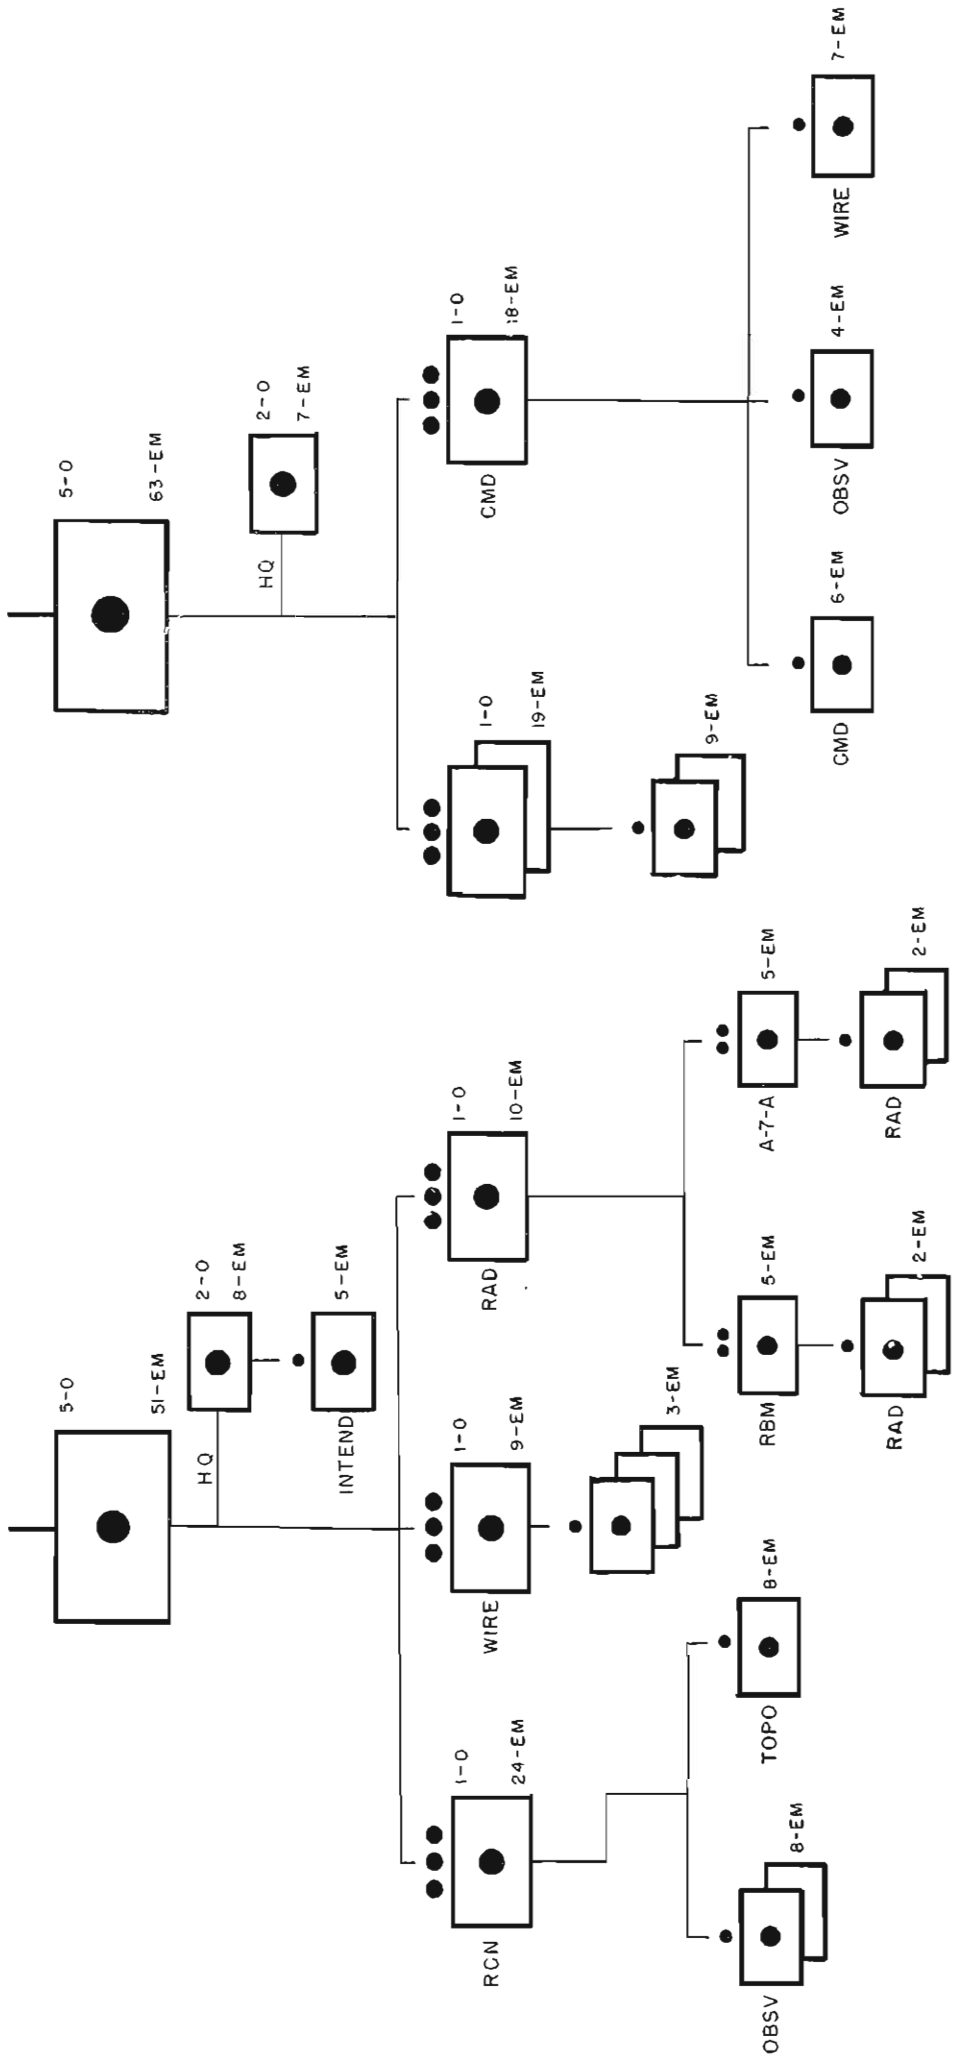 5-O
51-EM
HQ
2-O
8-EM
INTEND
5-EM
RCN
1-O
24-EM
WIRE
1-O
9-EM
RAD
1-O
10-EM
3-EM
OBSV
8-EM
TOPO
8-EM
RBM
5-EM
A-7-A
5-EM
RAD
2-EM
RAD
2-EM
5-O
63-EM
HQ
2-O
7-EM
1-O
19-EM
CMD
1-O
18-EM
9-EM
CMD
6-EM
OBSV
4-EM
WIRE
7-EM